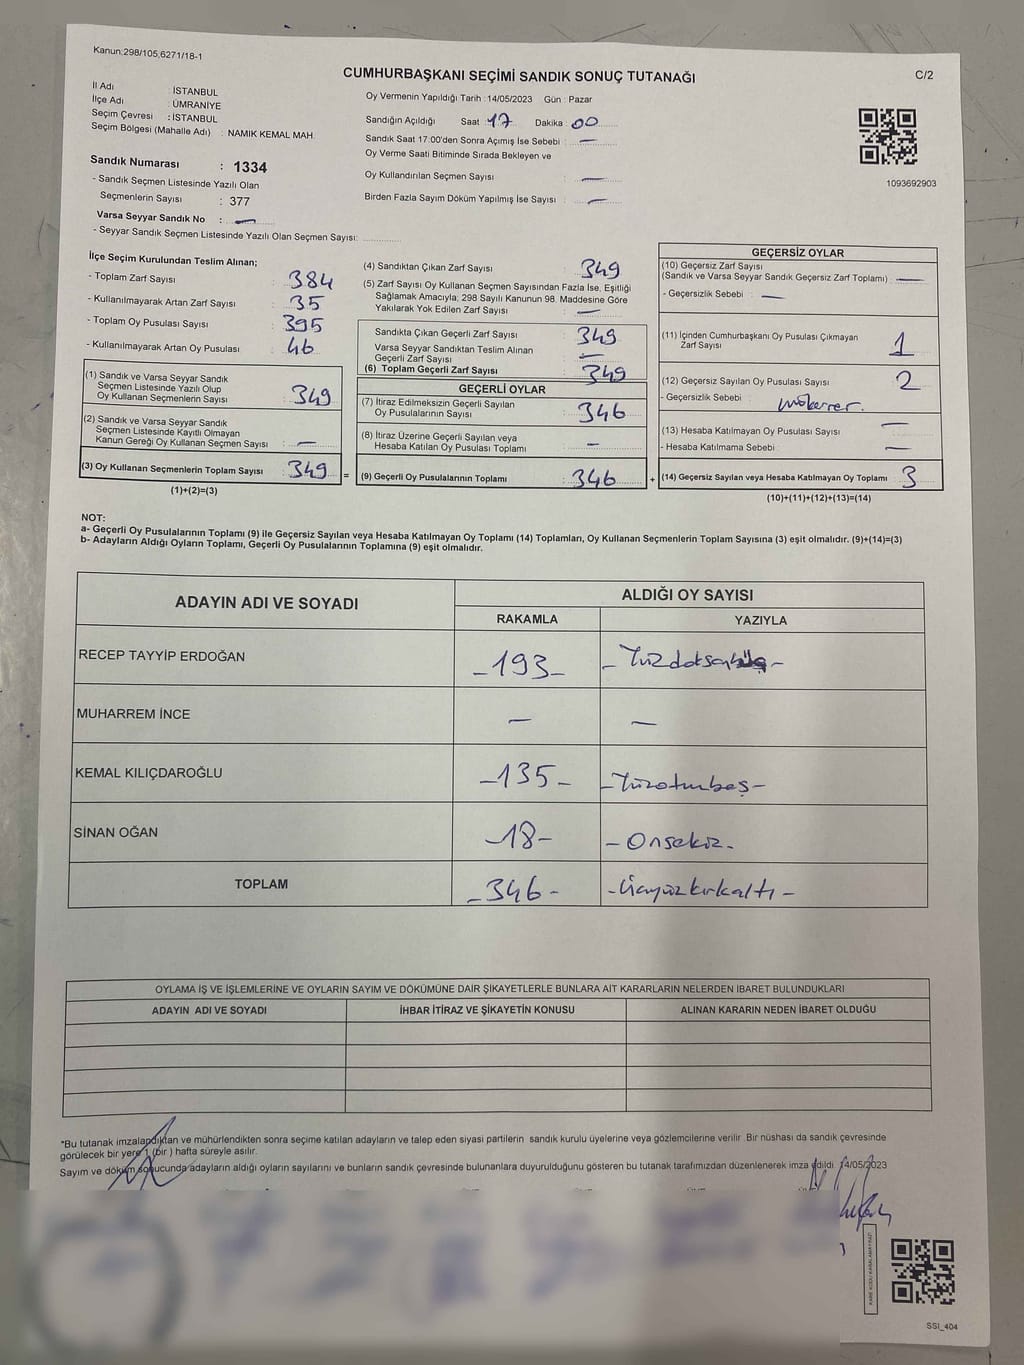 Kanun:298/105,6271/18-1
C/2
CUMHURBAŞKANI SEÇİMİ SANDIK SONUÇ TUTANAĞI
İl Adı : İSTANBUL
İlçe Adı : ÜMRANİYE
Seçim Çevresi : İSTANBUL
Seçim Bölgesi (Mahalle Adı) : NAMIK KEMAL MAH.
Oy Vermenin Yapıldığı Tarih : 14/05/2023 Gün : Pazar
Sandığın Açıldığı Saat 17 Dakika 00
Sandık Saat 17:00'den Sonra Açımış İse Sebebi : —
Oy Verme Saati Bitiminde Sırada Bekleyen ve
Oy Kullandırılan Seçmen Sayısı : —
Birden Fazla Sayım Döküm Yapılmış İse Sayısı : —
1093692903
Sandık Numarası : 1334
- Sandık Seçmen Listesinde Yazılı Olan
Seçmenlerin Sayısı : 377
Varsa Seyyar Sandık No : —
- Seyyar Sandık Seçmen Listesinde Yazılı Olan Seçmen Sayısı:
İlçe Seçim Kurulundan Teslim Alınan;
- Toplam Zarf Sayısı : 384
- Kullanılmayarak Artan Zarf Sayısı : 35
- Toplam Oy Pusulası Sayısı : 395
- Kullanılmayarak Artan Oy Pusulası : 46
(1) Sandık ve Varsa Seyyar Sandık
Seçmen Listesinde Yazılı Olup
Oy Kullanan Seçmenlerin Sayısı : 349
(2) Sandık ve Varsa Seyyar Sandık
Seçmen Listesinde Kayıtlı Olmayan
Kanun Gereği Oy Kullanan Seçmen Sayısı : —
(3) Oy Kullanan Seçmenlerin Toplam Sayısı : 349 =
(1)+(2)=(3)
(4) Sandıktan Çıkan Zarf Sayısı : 349
(5) Zarf Sayısı Oy Kullanan Seçmen Sayısından Fazla İse, Eşitliği
Sağlamak Amacıyla; 298 Sayılı Kanunun 98. Maddesine Göre
Yakılarak Yok Edilen Zarf Sayısı : —
Sandıkta Çıkan Geçerli Zarf Sayısı : 349
Varsa Seyyar Sandıktan Teslim Alınan
Geçerli Zarf Sayısı : —
(6) Toplam Geçerli Zarf Sayısı : 349
GEÇERLİ OYLAR
(7) İtiraz Edilmeksizin Geçerli Sayılan
Oy Pusulalarının Sayısı : 346
(8) İtiraz Üzerine Geçerli Sayılan veya
Hesaba Katılan Oy Pusulası Toplamı : —
(9) Geçerli Oy Pusulalarının Toplamı : 346 +
GEÇERSİZ OYLAR
(10) Geçersiz Zarf Sayısı
(Sandık ve Varsa Seyyar Sandık Geçersiz Zarf Toplamı) : —
- Geçersizlik Sebebi : —
(11) İçinden Cumhurbaşkanı Oy Pusulası Çıkmayan
Zarf Sayısı : 1
(12) Geçersiz Sayılan Oy Pusulası Sayısı : 2
- Geçersizlik Sebebi : mükerrer.
(13) Hesaba Katılmayan Oy Pusulası Sayısı : —
- Hesaba Katılmama Sebebi : —
(14) Geçersiz Sayılan veya Hesaba Katılmayan Oy Toplamı : 3
(10)+(11)+(12)+(13)=(14)
NOT:
a- Geçerli Oy Pusulalarının Toplamı (9) ile Geçersiz Sayılan veya Hesaba Katılmayan Oy Toplamı (14) Toplamları, Oy Kullanan Seçmenlerin Toplam Sayısına (3) eşit olmalıdır. (9)+(14)=(3)
b- Adayların Aldığı Oyların Toplamı, Geçerli Oy Pusulalarının Toplamına (9) eşit olmalıdır.
ADAYIN ADI VE SOYADI
ALDIĞI OY SAYISI
RAKAMLA YAZIYLA
RECEP TAYYİP ERDOĞAN -193- - Yüzdoksanüç -
MUHARREM İNCE — —
KEMAL KILIÇDAROĞLU -135- -Yüzotuzbeş-
SİNAN OĞAN -18- - Onsekiz -
TOPLAM -346- -Üçyüzkırkaltı -
OYLAMA İŞ VE İŞLEMLERİNE VE OYLARIN SAYIM VE DÖKÜMÜNE DAİR ŞİKAYETLERLE BUNLARA AİT KARARLARIN NELERDEN İBARET BULUNDUKLARI
ADAYIN ADI VE SOYADI İHBAR İTİRAZ VE ŞİKAYETİN KONUSU ALINAN KARARIN NEDEN İBARET OLDUĞU
*Bu tutanak imzalandıktan ve mühürlendikten sonra seçime katılan adayların ve talep eden siyasi partilerin sandık kurulu üyelerine veya gözlemcilerine verilir. Bir nüshası da sandık çevresinde
görülecek bir yere 1 (bir ) hafta süreyle asılır.
Sayım ve döküm sonucunda adayların aldığı oyların sayılarını ve bunların sandık çevresinde bulunanlara duyurulduğunu gösteren bu tutanak tarafımızdan düzenlenerek imza edildi. 14/05/2023
KARE KODU KARALAMAYINIZ!
SSI_404